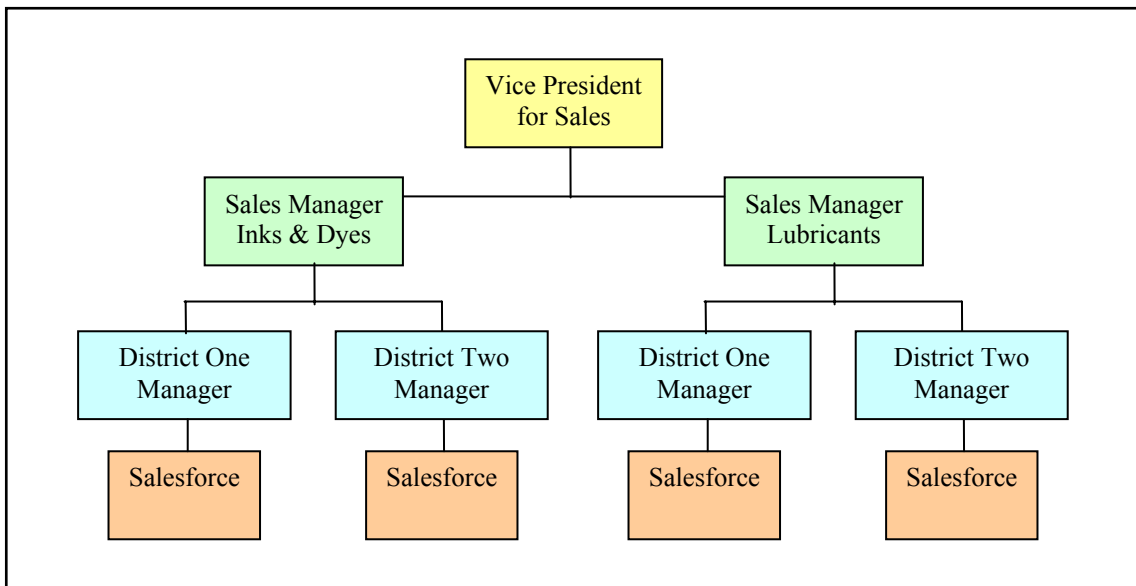 Vice President
for Sales
Sales Manager
Inks & Dyes
Sales Manager
Lubricants
District One
Manager
District Two
Manager
District One
Manager
District Two
Manager
Salesforce
Salesforce
Salesforce
Salesforce